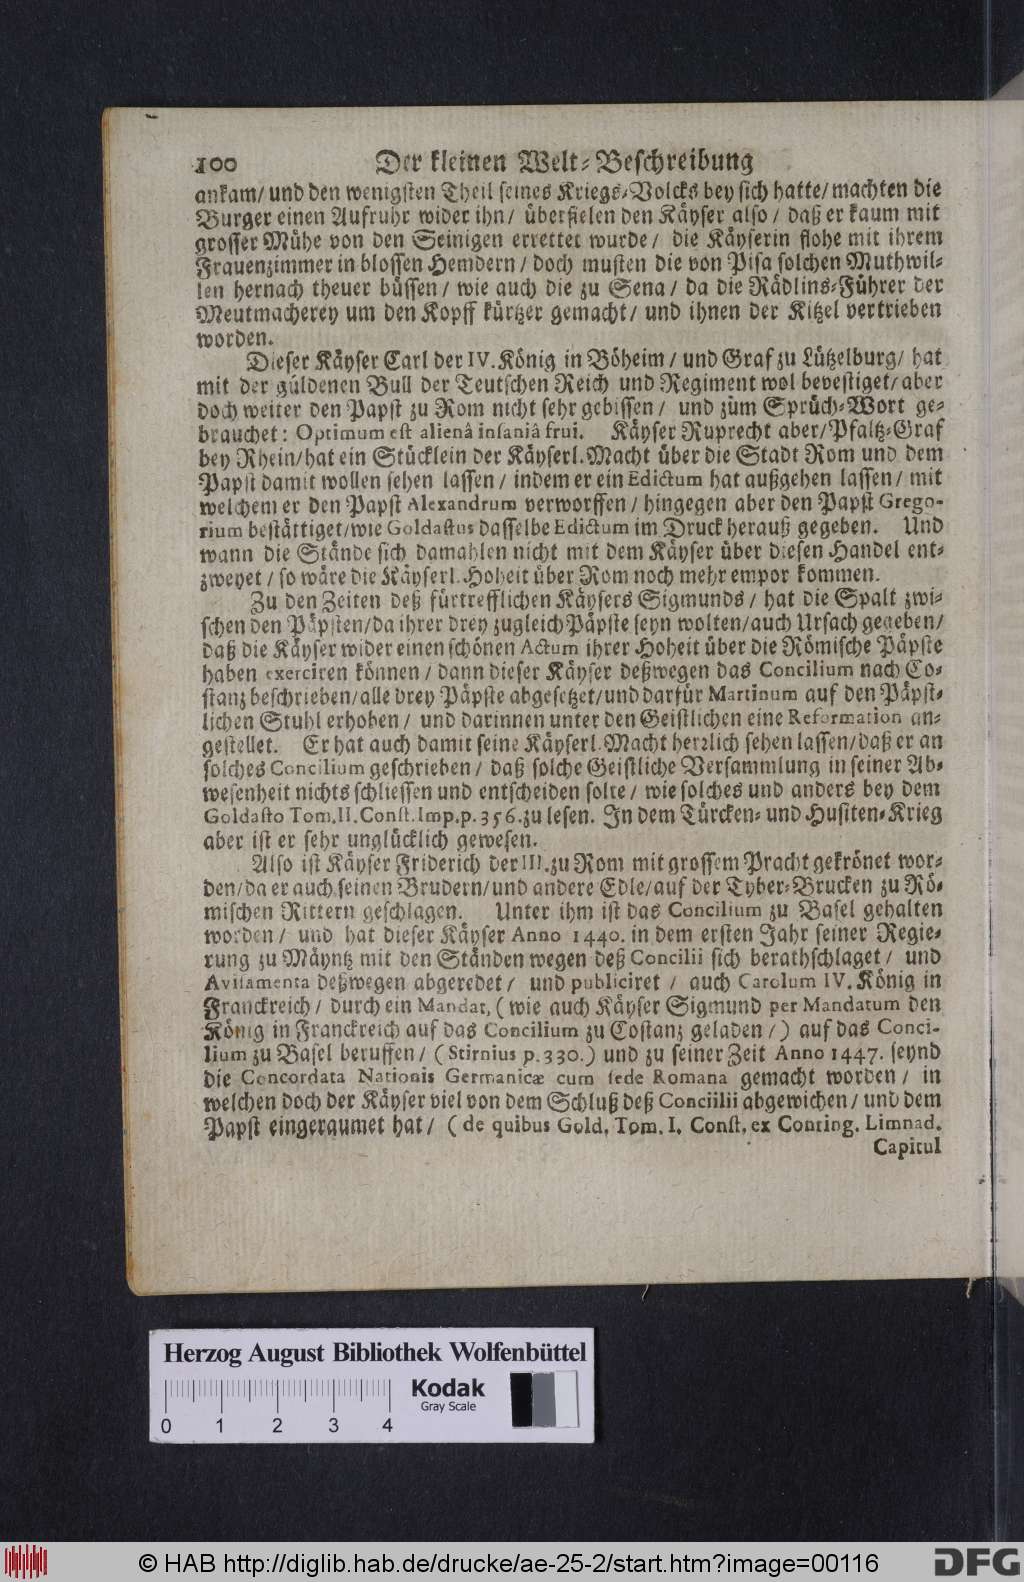 100 Der kleinen Welt-Beschreibung
ankam/ und den wenigsten Theil seines Kriegs-Volcks bey sich hatte/ machten die
Burger einen Aufruhr wider ihn/ überfielen den Käyser also/ daß er kaum mit
grosser Mühe von den Seinigen errettet wurde/ die Käyserin flohe mit ihrem
Frauenzimmer in blossen Hemdern/ doch musten die von Pisa solchen Muthwil-
len hernach theuer büssen/ wie auch die zu Sena/ da die Rädlins-Führer der
Meutmacherey um den Kopff kürtzer gemacht/ und ihnen der Kitzel vertrieben
worden.
Dieser Käyser Carl der IV. König in Böheim/ und Graf zu Lützelburg/ hat
mit der güldenen Bull der Teutschen Reich und Regiment wol bevestiget/ aber
doch weiter den Papst zu Rom nicht sehr gebissen/ und zum Sprüch-Wort ge-
brauchet: Optimum est alienâ insaniâ frui. Käyser Ruprecht aber/ Pfaltz-Graf
bey Rhein/ hat ein Stücklein der Käyserl. Macht über die Stadt Rom und dem
Papst damit wollen sehen lassen/ indem er ein Edictum hat außgehen lassen/ mit
welchem er den Papst Alexandrum verworffen/ hingegen aber den Papst Grego-
rium bestättiget/ wie Goldastus dasselbe Edictum im Druck herauß gegeben. Und
wann die Stände sich damahlen nicht mit dem Käyser über diesen Handel ent-
zweyet/ so wäre die Käyserl. Hoheit über Rom noch mehr empor kommen.
Zu den Zeiten deß fürtrefflichen Käysers Sigmunds/ hat die Spalt zwi-
schen den Päpsten/ da ihrer drey zugleich Päpste seyn wolten/ auch Ursach gegeben/
daß die Käyser wider einen schönen Actum ihrer Hoheit über die Römische Päpste
haben exerciren können/ dann dieser Käyser deßwegen das Concilium nach Co-
stanz beschrieben/ alle drey Päpste abgesetzet/ und darfür Martinum auf den Päpst-
lichen Stuhl erhoben/ und darinnen unter den Geistlichen eine Reformation an-
gestellet. Er hat auch damit seine Käyserl. Macht herrlich sehen lassen/ daß er an
solches Concilium geschrieben/ daß solche Geistliche Versammlung in seiner Ab-
wesenheit nichts schliessen und entscheiden solte/ wie solches und anders bey dem
Goldasto Tom. II. Const. Imp. p. 356. zu lesen. In dem Türcken- und Husiten-Krieg
aber ist er sehr unglücklich gewesen.
Also ist Käyser Friderich der III. zu Rom mit grossem Pracht gekrönet wor-
den/ da er auch seinen Brudern/ und andere Edle/ auf der Tyber-Brucken zu Rö-
mischen Rittern geschlagen. Unter ihm ist das Concilium zu Basel gehalten
worden/ und hat dieser Käyser Anno 1440. in dem ersten Jahr seiner Regie-
rung zu Mäyntz mit den Ständen wegen deß Concilii sich berathschlaget/ und
Avisamenta deßwegen abgeredet/ und publiciret/ auch Carolum IV. König in
Franckreich/ durch ein Mandat, (wie auch Käyser Sigmund per Mandatum den
König in Franckreich auf das Concilium zu Costanz geladen/) auf das Conci-
lium zu Basel beruffen/ (Stirnius p. 330.) und zu seiner Zeit Anno 1447. seynd
die Concordata Nationis Germanicæ cum sede Romana gemacht worden/ in
welchen doch der Käyser viel von dem Schluß deß Conciilii abgewichen/ und dem
Papst eingeraumet hat/ (de quibus Gold. Tom. I. Const. ex Conting. Limnad.
Capitul
Herzog August Bibliothek Wolfenbüttel
Kodak
Gray Scale
0 1 2 3 4
© HAB http://diglib.hab.de/drucke/ae-25-2/start.htm?image=00116
DFG